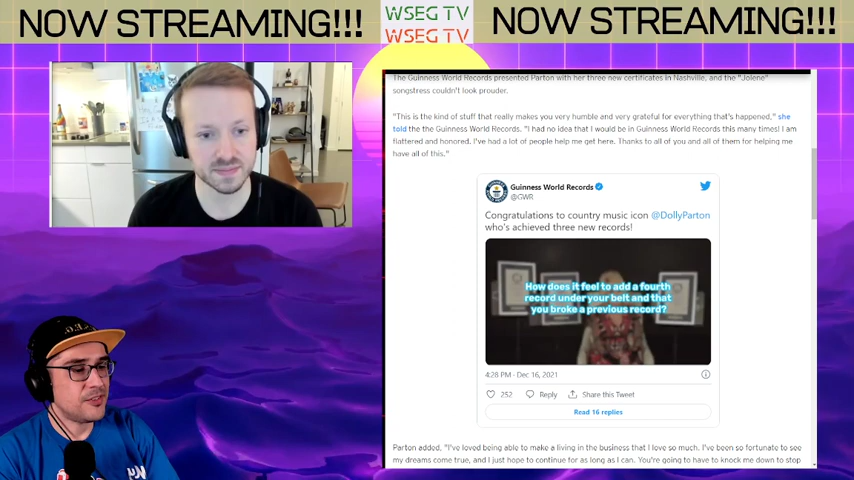 NOW STREAMING!!!
WSEG TV
WSEG TV
NOW STREAMING!!!
The Guinness World Records presented Parton with her three new certificates in Nashville, and the "Jolene"
songstress couldn't look prouder.
"This is the kind of stuff that really makes you very humble and very grateful for everything that's happened," she
told the the Guinness World Records. "I had no idea that I would be in Guinness World Records this many times! I am
flattered and honored. I've had a lot of people help me get here. Thanks to all of you and all of them for helping me
have all of this."
Guinness World Records
@GWR
Congratulations to country music icon @DollyParton
who's achieved three new records!
How does it feel to add a fourth
record under your belt and that
you broke a previous record?
4:28 PM · Dec 16, 2021
252 Reply Share this Tweet
Read 16 replies
Parton added, "I've loved being able to make a living in the business that I love so much. I've been so fortunate to see
my dreams come true, and I just hope to continue for as long as I can. You're going to have to knock me down to stop